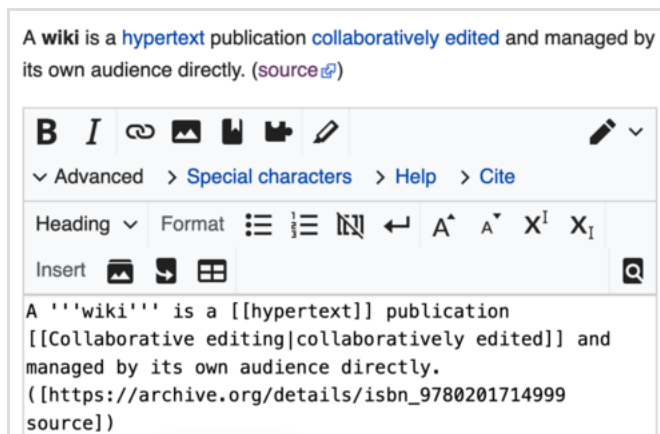 A wiki is a hypertext publication collaboratively edited and managed by
its own audience directly. (source)
B I
Advanced Special characters Help Cite
Heading Format A A X I X I
Insert
A '''wiki''' is a [[hypertext]] publication
[[Collaborative editing|collaboratively edited]] and
managed by its own audience directly.
([https://archive.org/details/isbn_9780201714999
source])